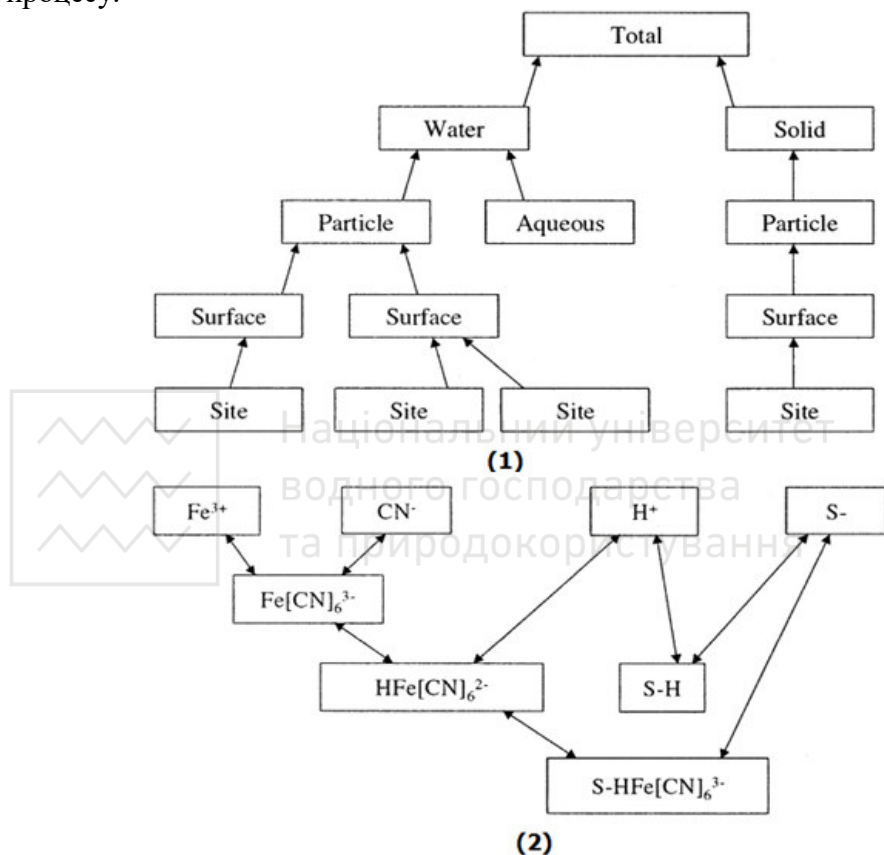 процесу.
Total
Water Solid
Particle Aqueous Particle
Surface Surface Surface
Site Site Site Site
Національний університет
(1)
водного господарства
Fe³⁺ CN⁻ H⁺ S-
та природокористування
Fe[CN]₆³⁻
HFe[CN]₆²⁻ S-H
S-HFe[CN]₆³⁻
(2)